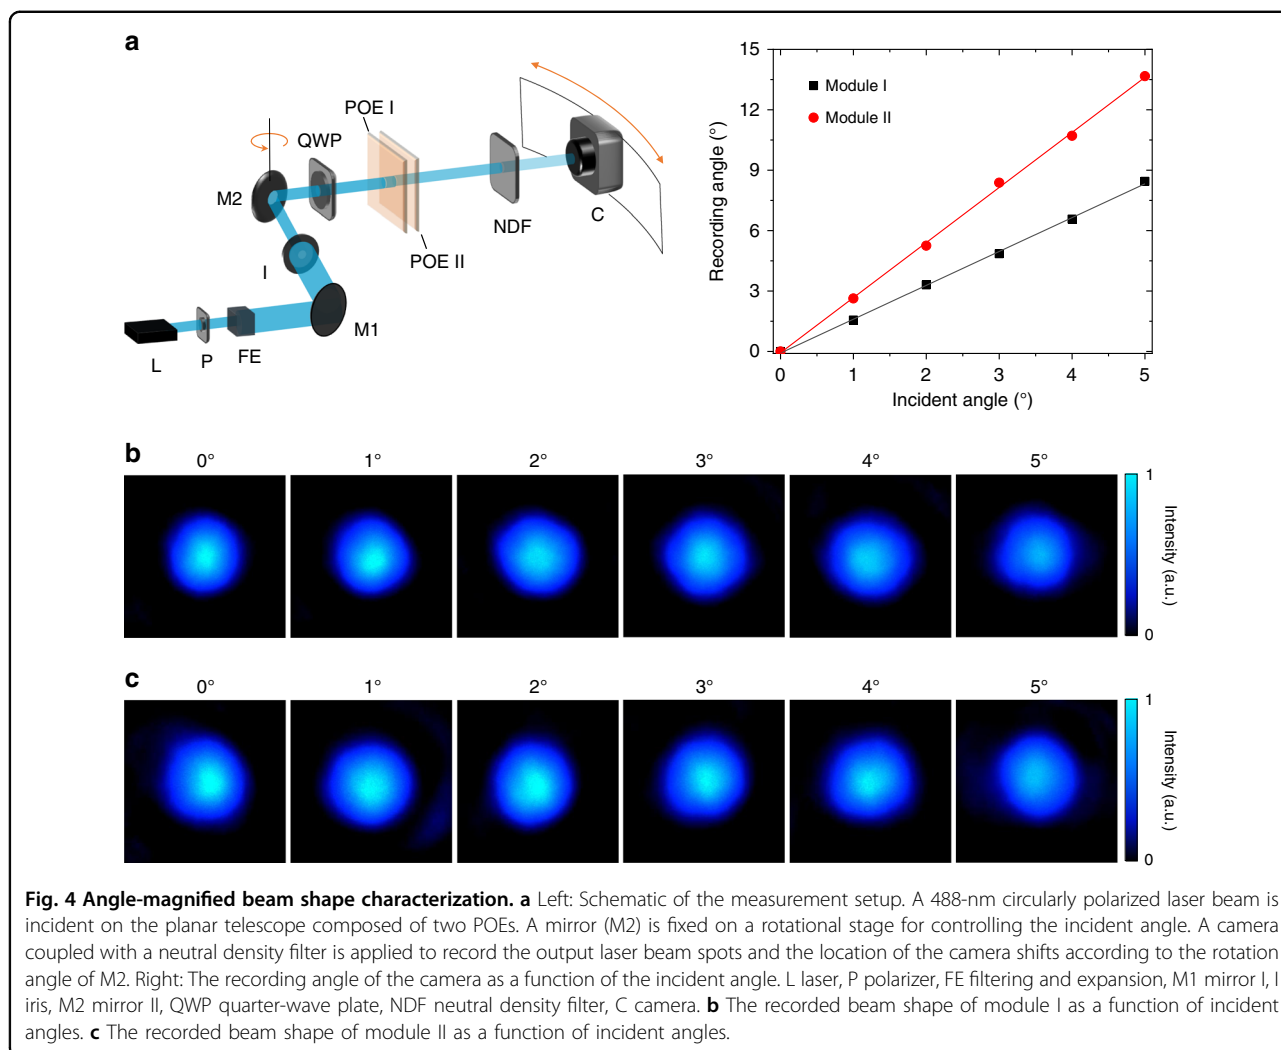 a
POE I
QWP
M2
NDF
C
POE II
I
M1
L
P
FE
15
12
9
6
3
0
Recording angle (°)
Module I
Module II
0 1 2 3 4 5
Incident angle (°)
b
0° 1° 2° 3° 4° 5°
1
Intensity (a.u.)
0
c
0° 1° 2° 3° 4° 5°
1
Intensity (a.u.)
0
Fig. 4 Angle-magnified beam shape characterization. a Left: Schematic of the measurement setup. A 488-nm circularly polarized laser beam is
incident on the planar telescope composed of two POEs. A mirror (M2) is fixed on a rotational stage for controlling the incident angle. A camera
coupled with a neutral density filter is applied to record the output laser beam spots and the location of the camera shifts according to the rotation
angle of M2. Right: The recording angle of the camera as a function of the incident angle. L laser, P polarizer, FE filtering and expansion, M1 mirror I, I
iris, M2 mirror II, QWP quarter-wave plate, NDF neutral density filter, C camera. b The recorded beam shape of module I as a function of incident
angles. c The recorded beam shape of module II as a function of incident angles.